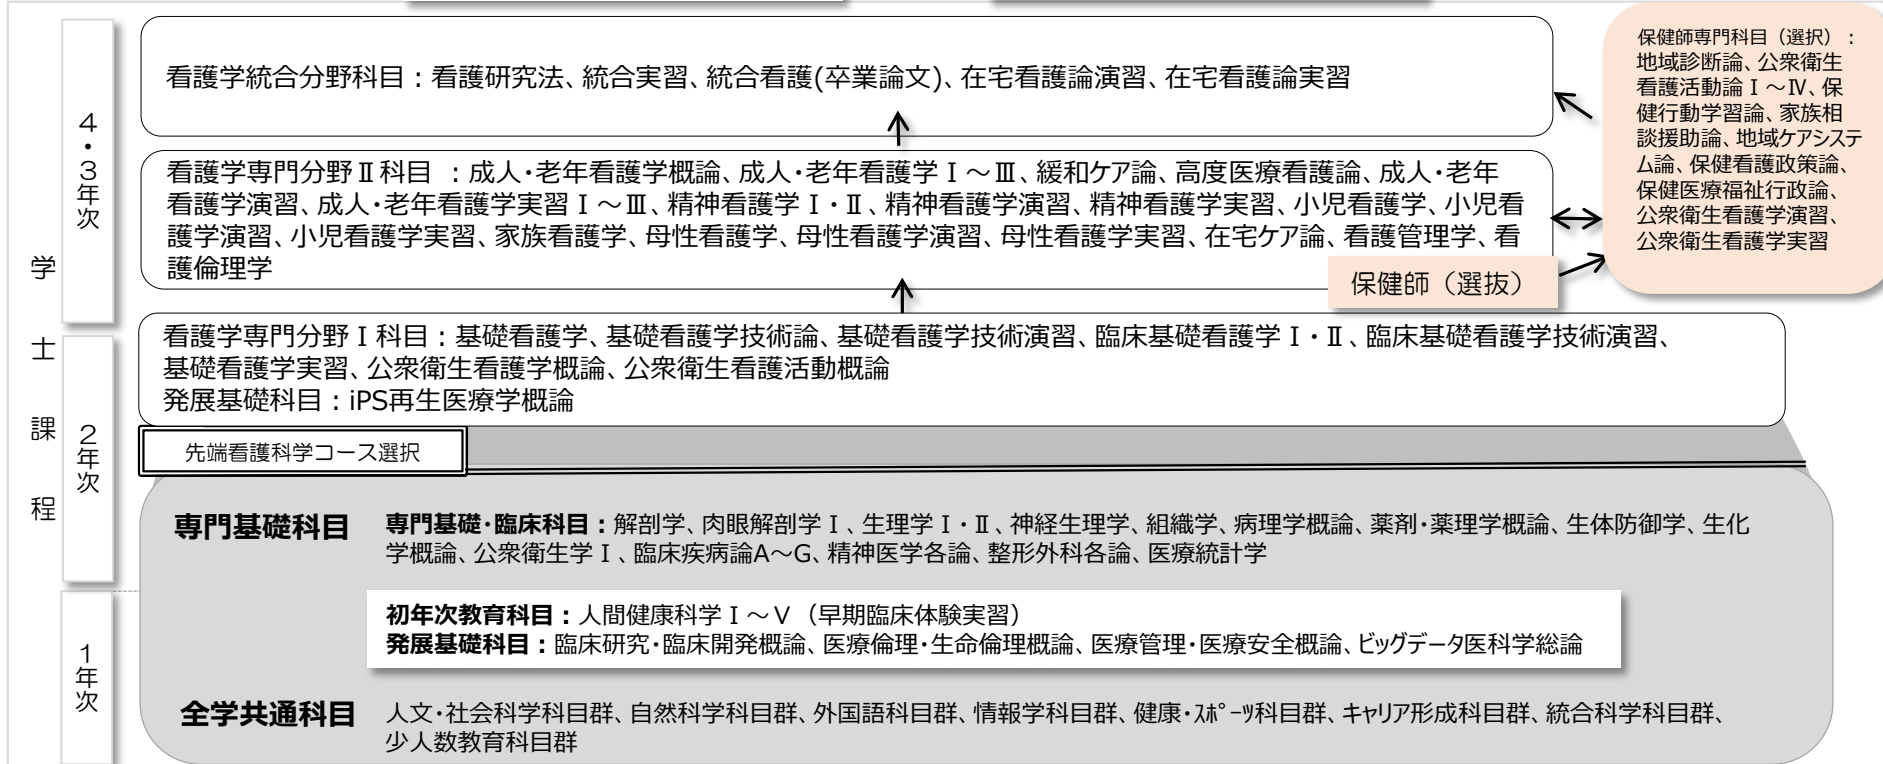 看護学統合分野科目：看護研究法、統合実習、統合看護(卒業論文)、在宅看護論演習、在宅看護論実習
保健師専門科目（選択）：
地域診断論、公衆衛生
看護活動論Ⅰ～Ⅳ、保
健行動学習論、家族相
談援助論、地域ケアシステ
ム論、保健看護政策論、
保健医療福祉行政論、
公衆衛生看護学演習、
公衆衛生看護学実習
4・3年次
看護学専門分野Ⅱ科目 ：成人・老年看護学概論、成人・老年看護学Ⅰ～Ⅲ、緩和ケア論、高度医療看護論、成人・老年
看護学演習、成人・老年看護学実習Ⅰ～Ⅲ、精神看護学Ⅰ・Ⅱ、精神看護学演習、精神看護学実習、小児看護学、小児看
護学演習、小児看護学実習、家族看護学、母性看護学、母性看護学演習、母性看護学実習、在宅ケア論、看護管理学、看
護倫理学
保健師（選抜）
学士課程
看護学専門分野Ⅰ科目：基礎看護学、基礎看護学技術論、基礎看護学技術演習、臨床基礎看護学Ⅰ・Ⅱ、臨床基礎看護学技術演習、
基礎看護学実習、公衆衛生看護学概論、公衆衛生看護活動概論
発展基礎科目：iPS再生医療学概論
2年次
先端看護科学コース選択
専門基礎科目 専門基礎・臨床科目：解剖学、肉眼解剖学Ⅰ、生理学Ⅰ・Ⅱ、神経生理学、組織学、病理学概論、薬剤・薬理学概論、生体防御学、生化
学概論、公衆衛生学Ⅰ、臨床疾病論A～G、精神医学各論、整形外科各論、医療統計学
初年次教育科目：人間健康科学Ⅰ～Ⅴ（早期臨床体験実習）
発展基礎科目：臨床研究・臨床開発概論、医療倫理・生命倫理概論、医療管理・医療安全概論、ビッグデータ医科学総論
1年次
全学共通科目 人文・社会科学科目群、自然科学科目群、外国語科目群、情報学科目群、健康・ｽﾎﾟｰﾂ科目群、キャリア形成科目群、統合科学科目群、
少人数教育科目群